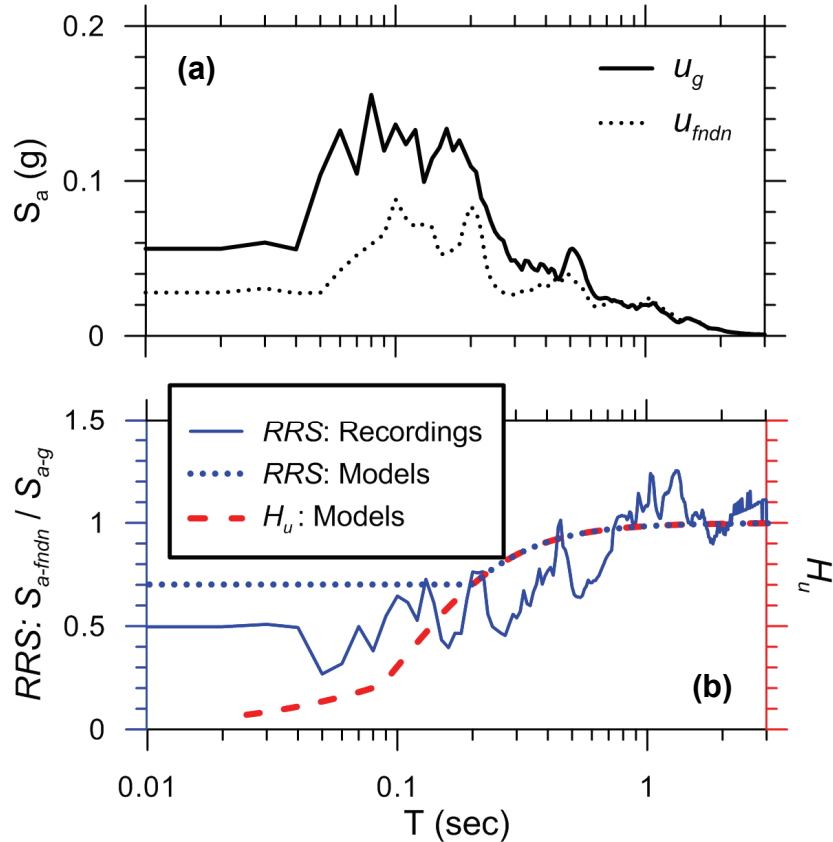 0.2
(a)
u_g
u_fndn
0.1
S_a (g)
0
1.5
RRS: Recordings
RRS: Models
H_u: Models
1
0.5
0
RRS: S_a-fndn / S_a-g
H_u
(b)
0.01 0.1 1
T (sec)